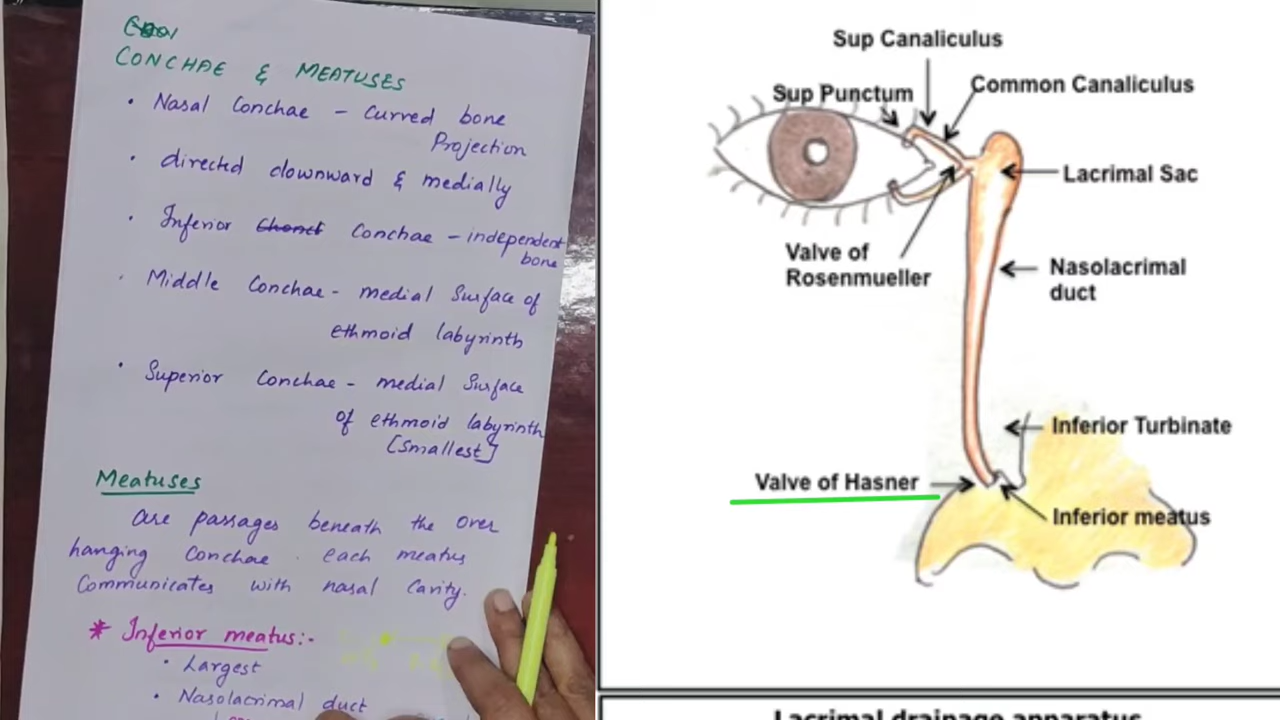 CONCHAE & MEATUSES
• Nasal Conchae - Curved bone
Projection
• directed downward & medially
• Inferior Conchae - independent
bone
• Middle Conchae - medial Surface of
ethmoid labyrinth
• Superior Conchae - medial Surface
of ethmoid labyrinth
[Smallest]
Meatuses
are passages beneath the over
hanging Conchae. each meatus
Communicates with nasal Cavity.
* Inferior meatus:-
• Largest
• Nasolacrimal duct
Sup Canaliculus
Sup Punctum
Common Canaliculus
Lacrimal Sac
Valve of
Rosenmueller
Nasolacrimal
duct
Inferior Turbinate
Valve of Hasner
Inferior meatus
Lacrimal drainage apparatus